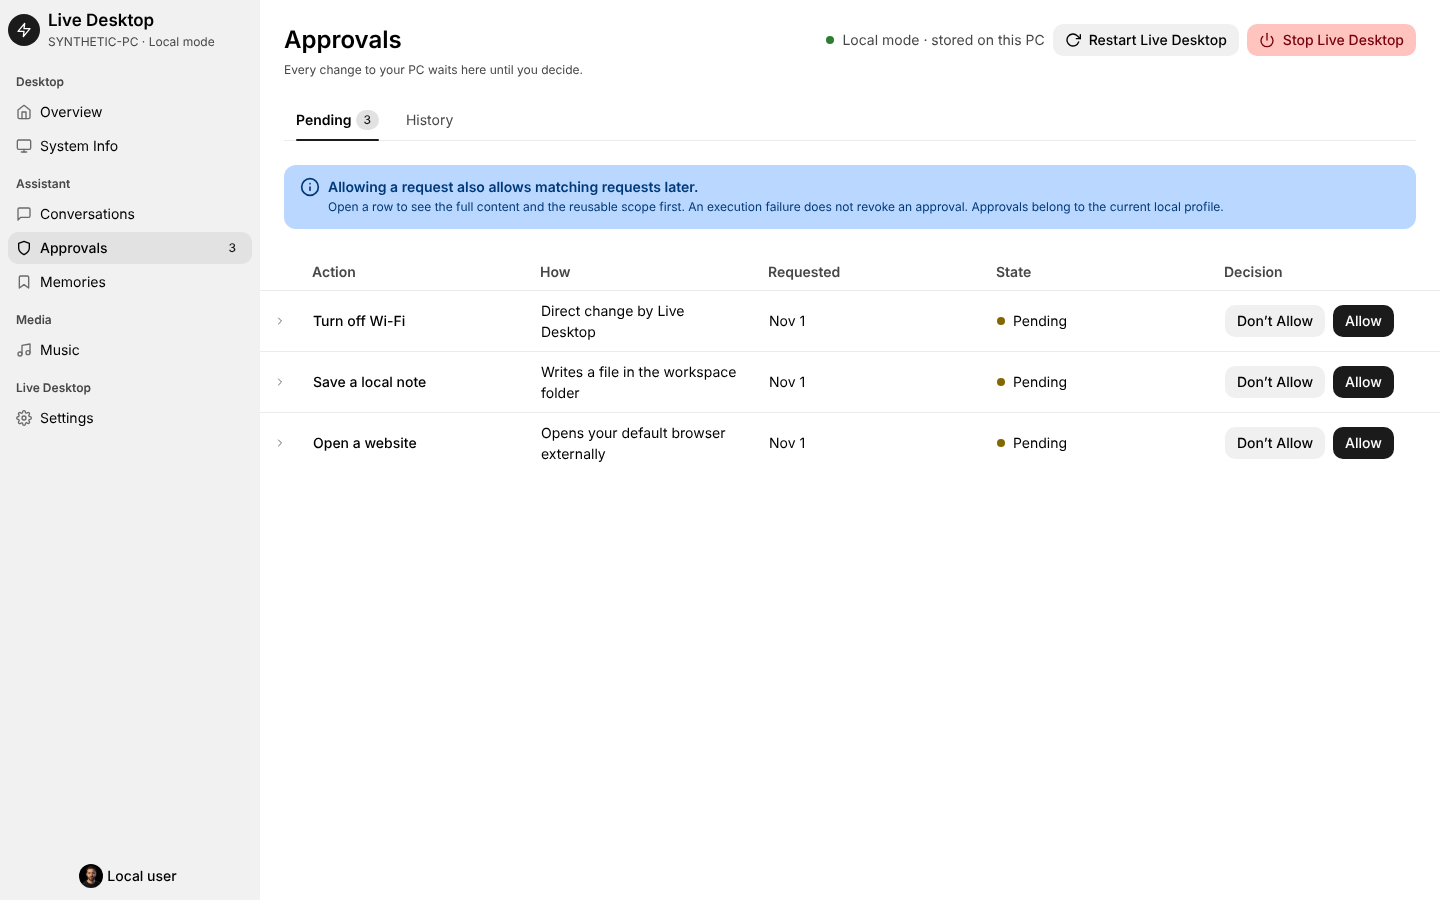 Live Desktop
SYNTHETIC-PC · Local mode
Desktop
Overview
System Info
Assistant
Conversations
Approvals 3
Memories
Media
Music
Live Desktop
Settings
Local user
Approvals
Every change to your PC waits here until you decide.
Local mode · stored on this PC
Restart Live Desktop
Stop Live Desktop
Pending 3
History
Allowing a request also allows matching requests later.
Open a row to see the full content and the reusable scope first. An execution failure does not revoke an approval. Approvals belong to the current local profile.
Action How Requested State Decision
Turn off Wi-Fi
Direct change by Live
Desktop
Nov 1
Pending
Don’t Allow
Allow
Save a local note
Writes a file in the workspace
folder
Nov 1
Pending
Don’t Allow
Allow
Open a website
Opens your default browser
externally
Nov 1
Pending
Don’t Allow
Allow